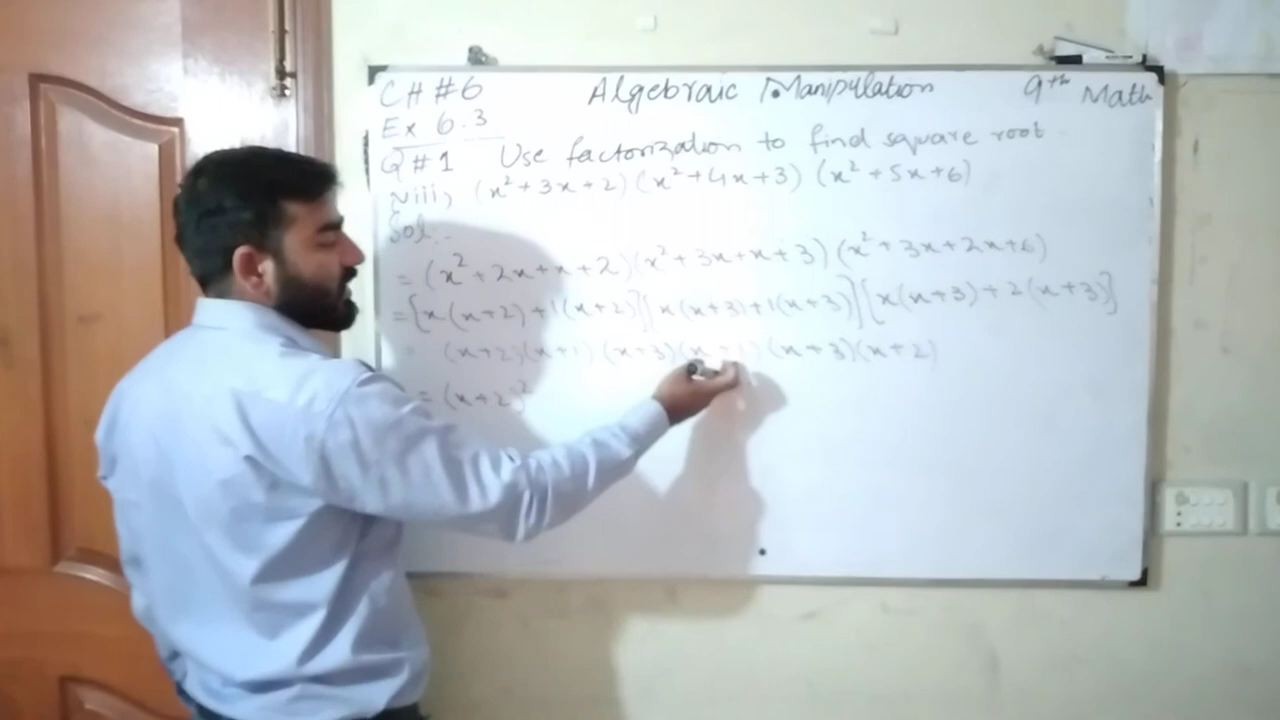 CH#6 Algebraic Manipulation 9th Math
Ex 6.3
Q#1 Use factorization to find square root
viii, (x²+3x+2)(x²+4x+3)(x²+5x+6)
Sol:-
= (x²+2x+x+2)(x²+3x+x+3)(x²+3x+2x+6)
= [x(x+2)+1(x+2)][x(x+3)+1(x+3)][x(x+3)+2(x+3)]
= (x+2)(x+1)(x+3)(x+1)(x+3)(x+2)
= (x+2)²